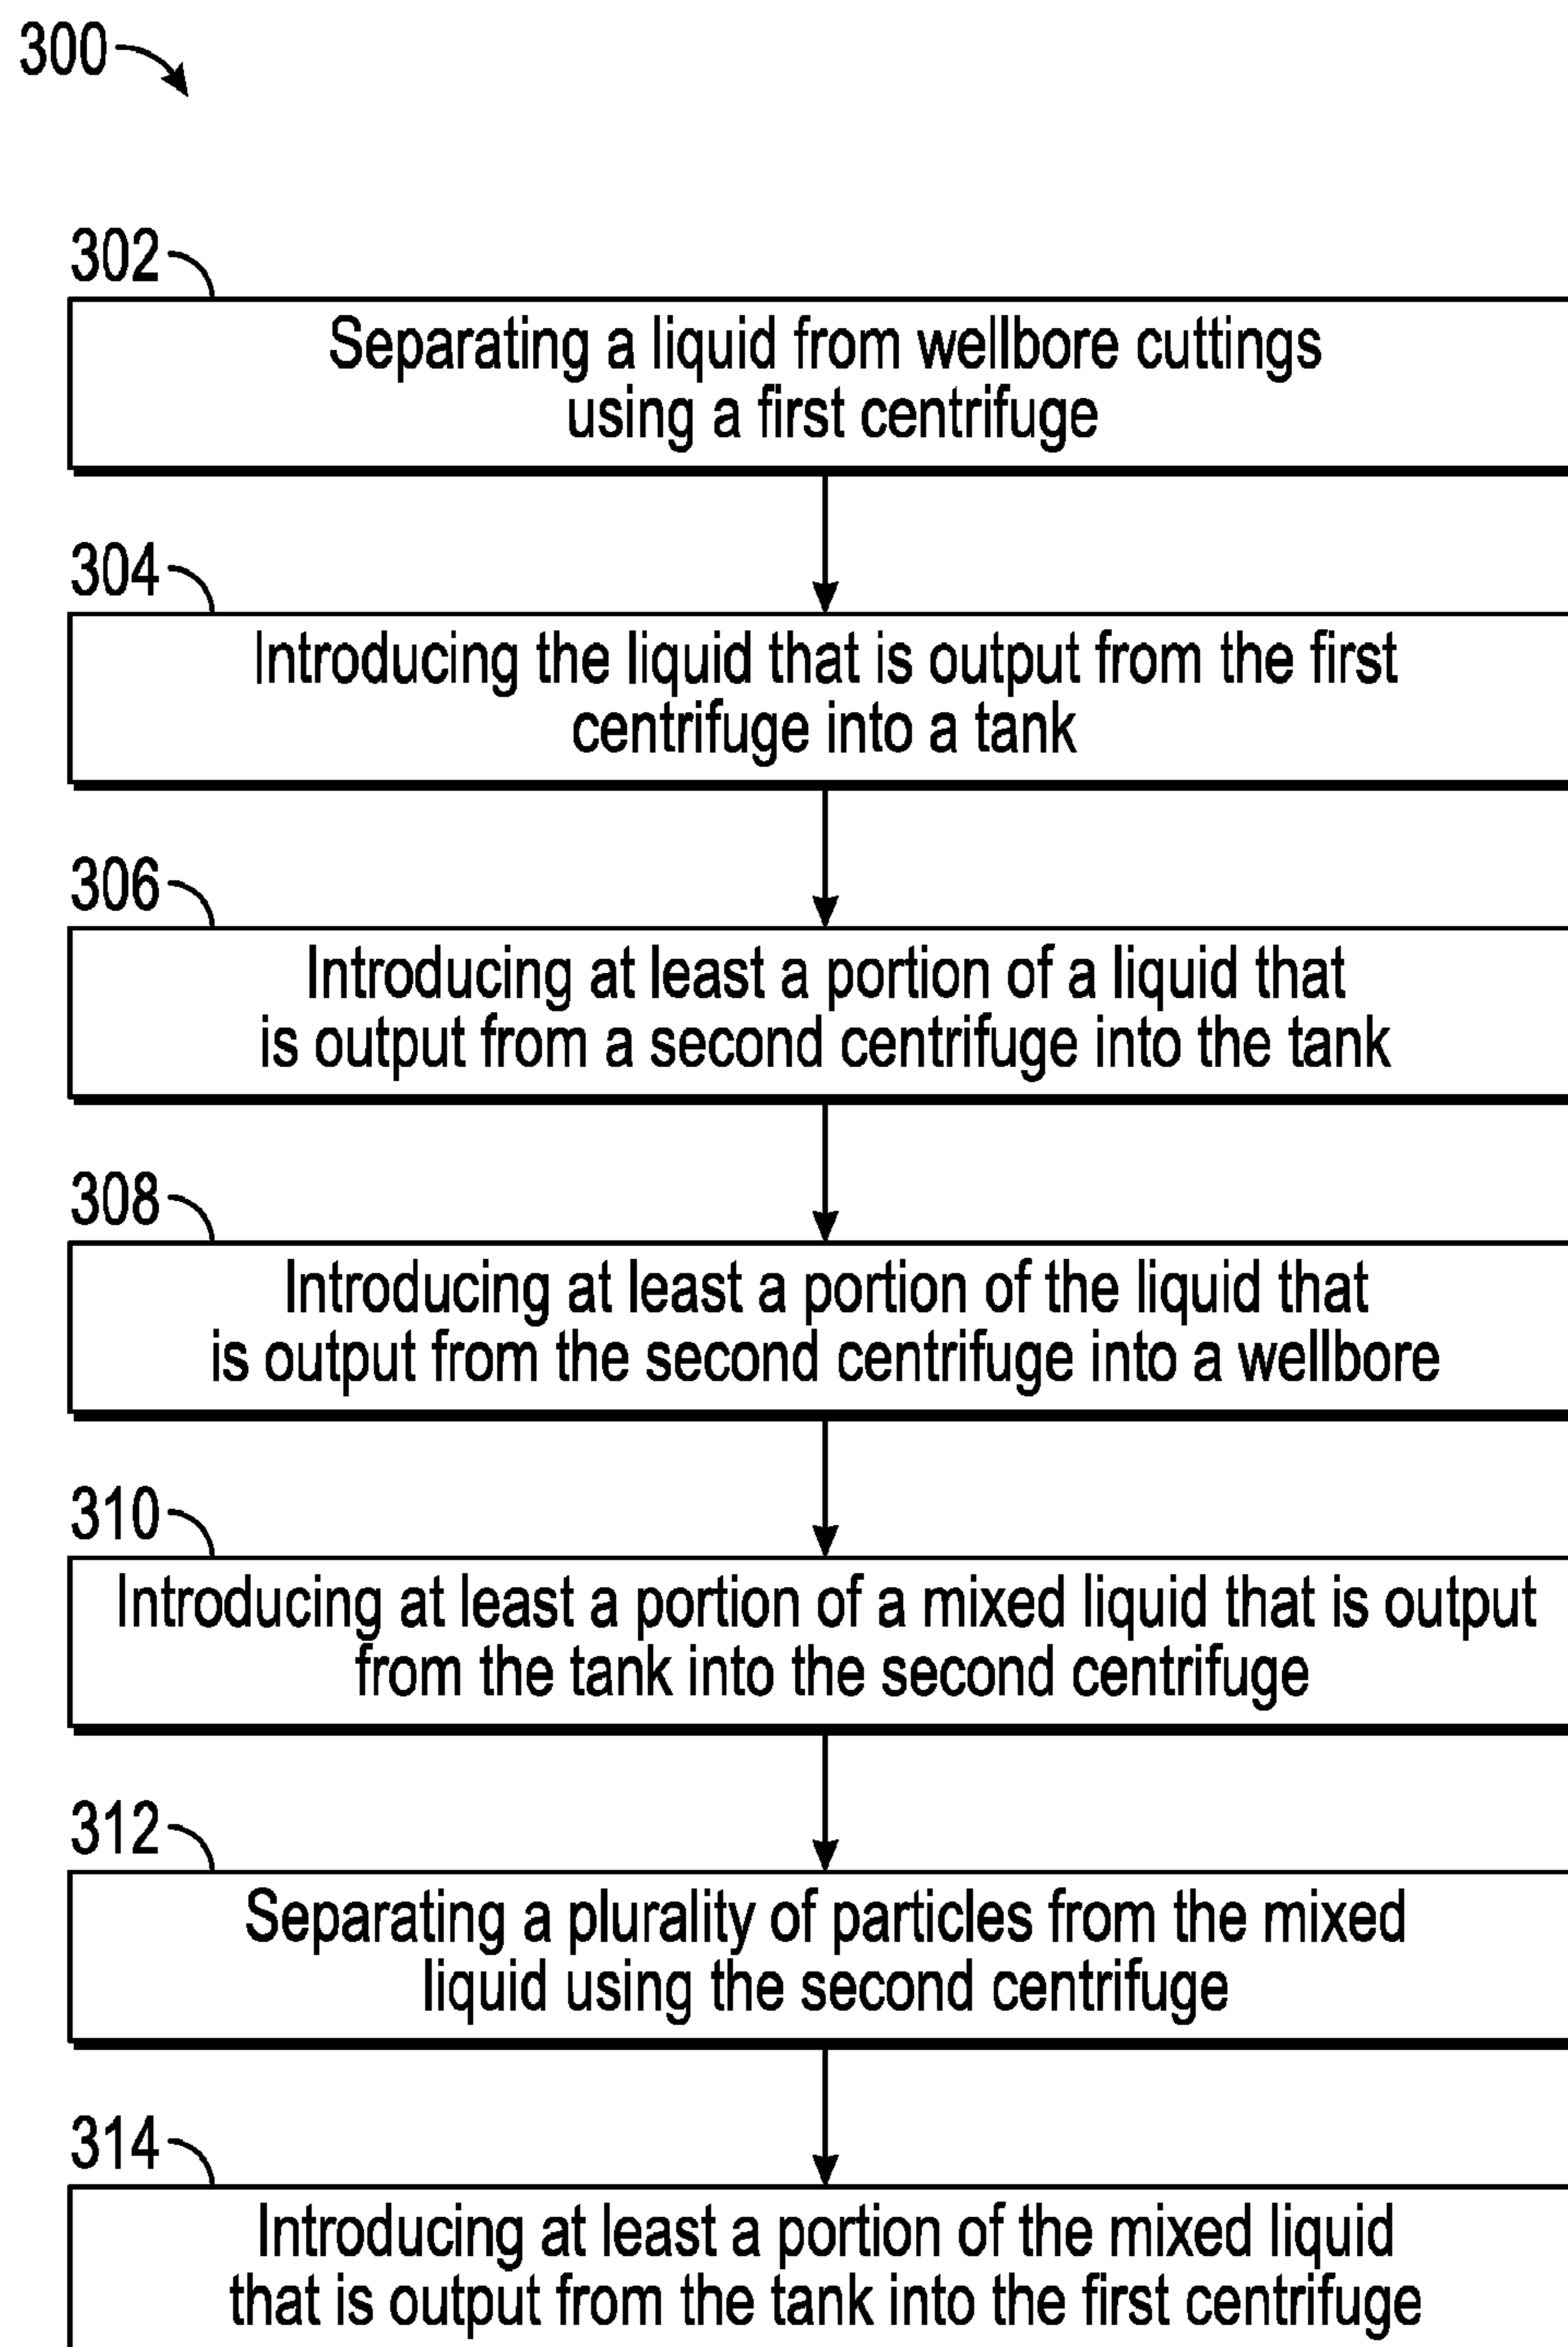 300
302
Separating a liquid from wellbore cuttings
using a first centrifuge
304
Introducing the liquid that is output from the first
centrifuge into a tank
306
Introducing at least a portion of a liquid that
is output from a second centrifuge into the tank
308
Introducing at least a portion of the liquid that
is output from the second centrifuge into a wellbore
310
Introducing at least a portion of a mixed liquid that is output
from the tank into the second centrifuge
312
Separating a plurality of particles from the mixed
liquid using the second centrifuge
314
Introducing at least a portion of the mixed liquid
that is output from the tank into the first centrifuge